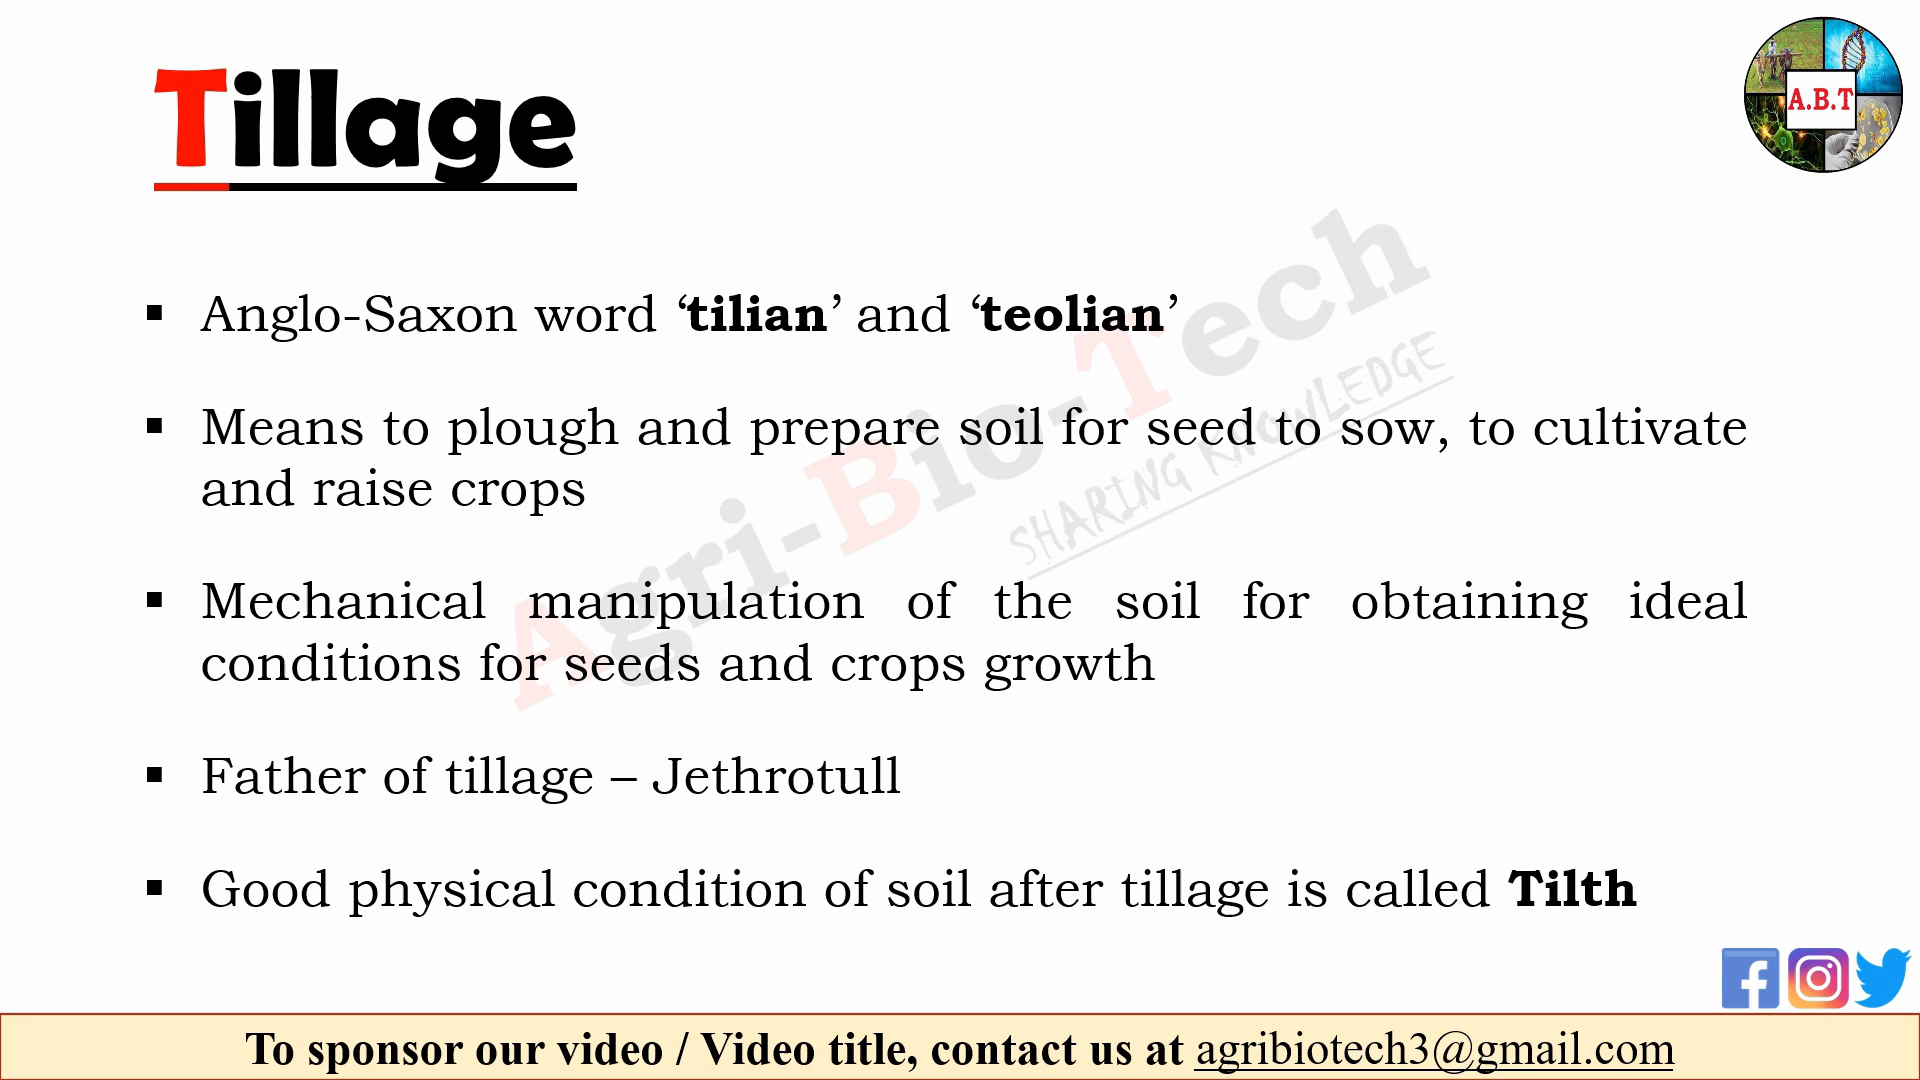 Tillage
A.B.T
▪ Anglo-Saxon word ‘tilian’ and ‘teolian’
▪ Means to plough and prepare soil for seed to sow, to cultivate
and raise crops
▪ Mechanical manipulation of the soil for obtaining ideal
conditions for seeds and crops growth
▪ Father of tillage – Jethrotull
▪ Good physical condition of soil after tillage is called Tilth
Agri-Bio-Tech
SHARING KNOWLEDGE
To sponsor our video / Video title, contact us at agribiotech3@gmail.com